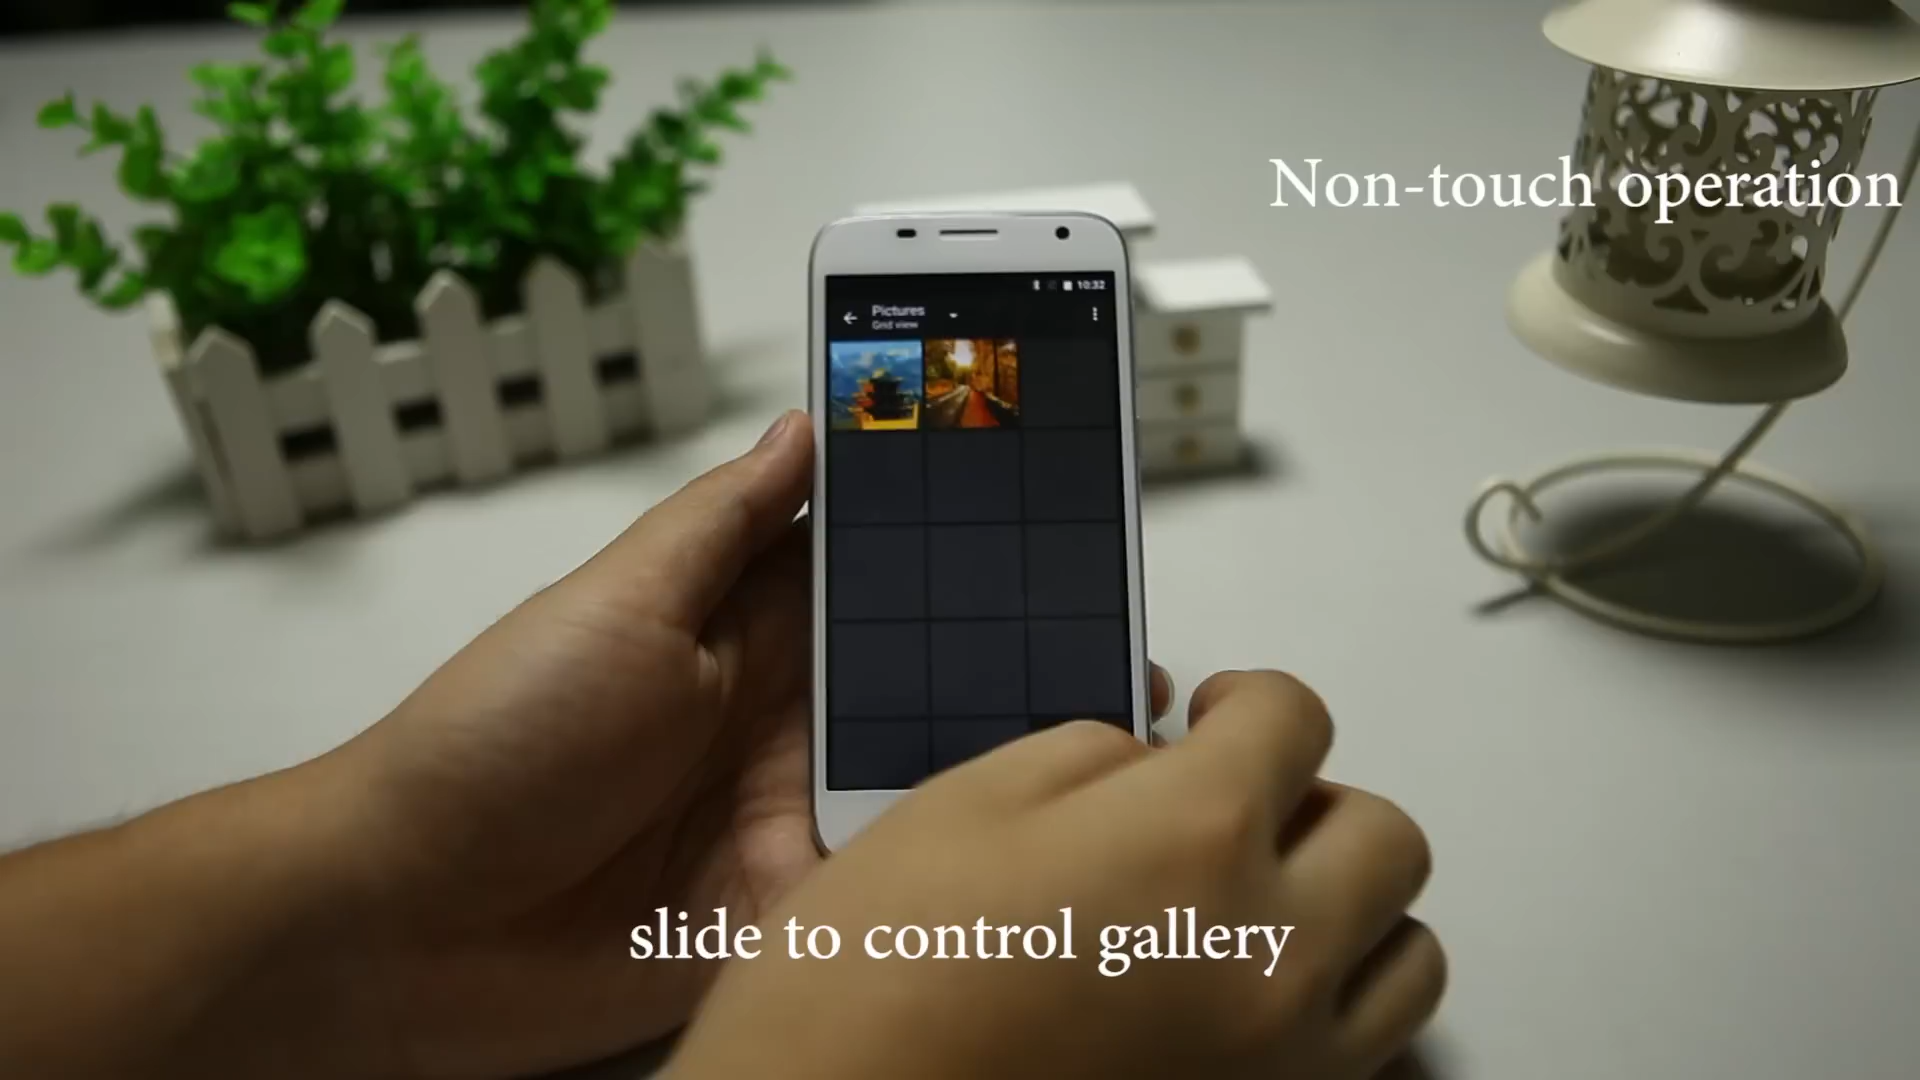 Non-touch operation
10:32
Pictures
Grid view
slide to control gallery